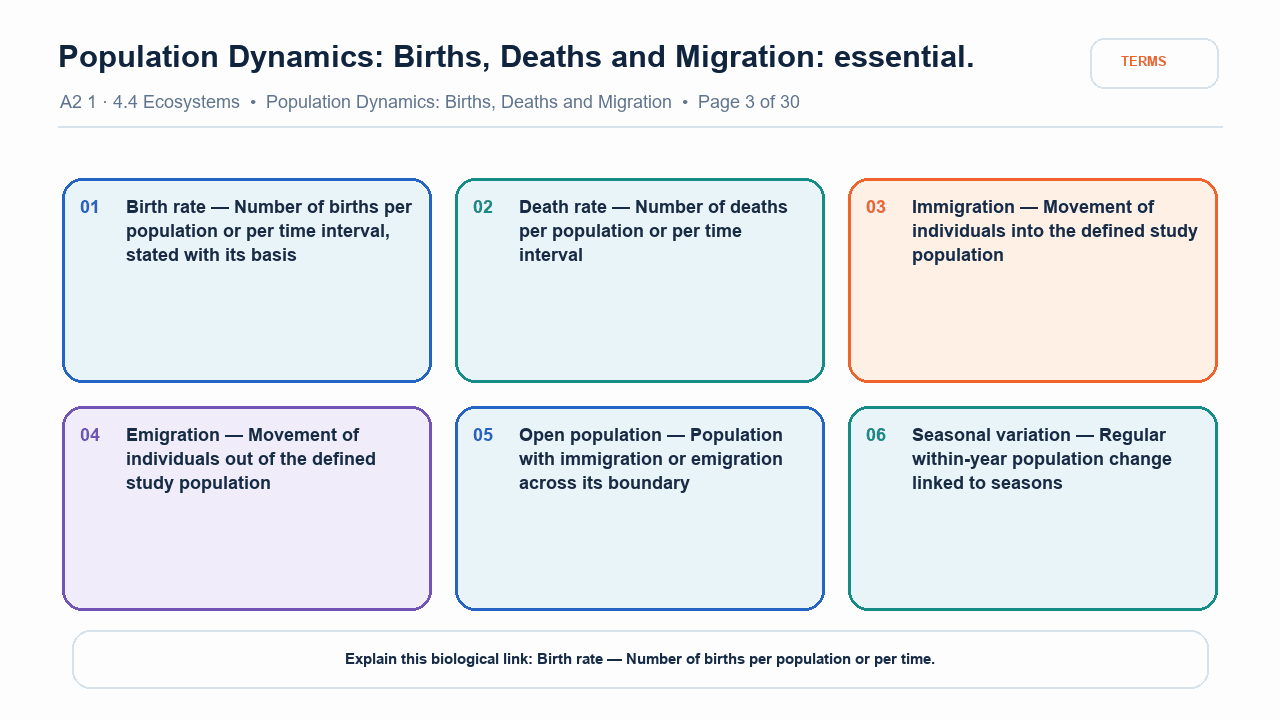 Population Dynamics: Births, Deaths and Migration: essential.
TERMS
A2 1 · 4.4 Ecosystems • Population Dynamics: Births, Deaths and Migration • Page 3 of 30
01
Birth rate — Number of births per
population or per time interval,
stated with its basis
02
Death rate — Number of deaths
per population or per time
interval
03
Immigration — Movement of
individuals into the defined study
population
04
Emigration — Movement of
individuals out of the defined
study population
05
Open population — Population
with immigration or emigration
across its boundary
06
Seasonal variation — Regular
within-year population change
linked to seasons
Explain this biological link: Birth rate — Number of births per population or per time.